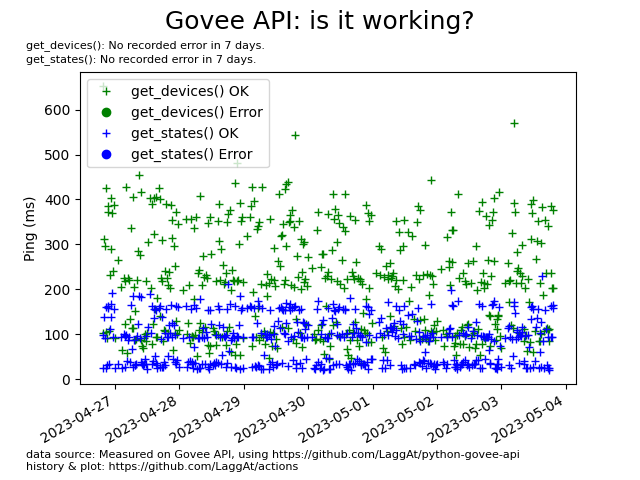 Govee API: is it working?
get_devices(): No recorded error in 7 days.
get_states(): No recorded error in 7 days.
get_devices() OK
get_devices() Error
get_states() OK
get_states() Error
Ping (ms)
600
500
400
300
200
100
0
2023-04-27
2023-04-28
2023-04-29
2023-04-30
2023-05-01
2023-05-02
2023-05-03
2023-05-04
data source: Measured on Govee API, using https://github.com/LaggAt/python-govee-api
history & plot: https://github.com/LaggAt/actions